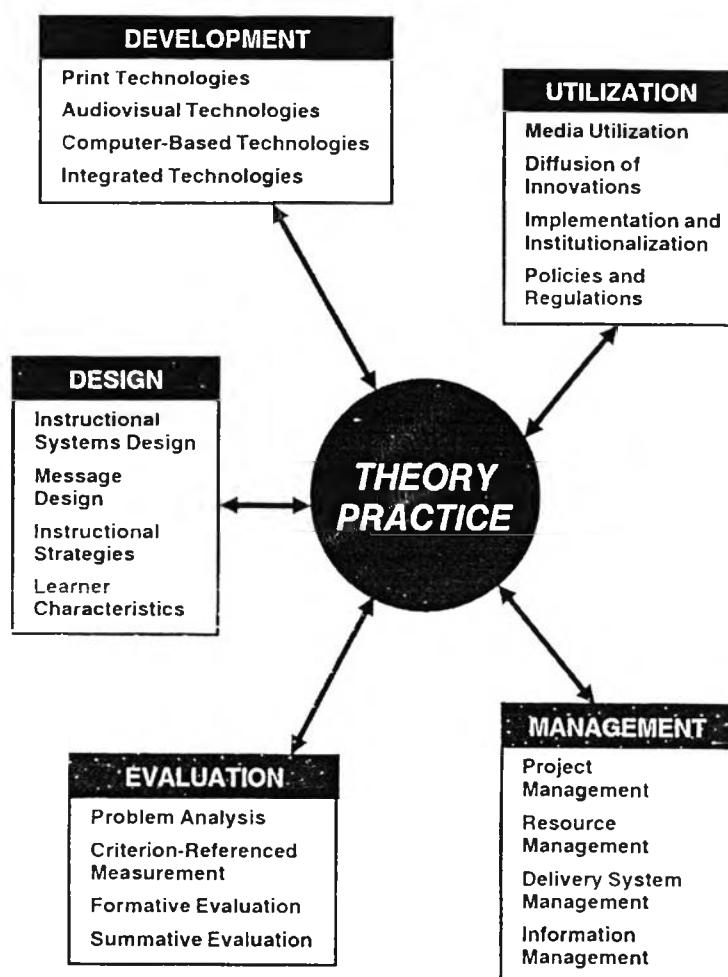 DEVELOPMENT
Print Technologies
Audiovisual Technologies
Computer-Based Technologies
Integrated Technologies
UTILIZATION
Media Utilization
Diffusion of
Innovations
Implementation and
Institutionalization
Policies and
Regulations
DESIGN
Instructional
Systems Design
Message
Design
Instructional
Strategies
Learner
Characteristics
THEORY
PRACTICE
EVALUATION
Problem Analysis
Criterion-Referenced
Measurement
Formative Evaluation
Summative Evaluation
MANAGEMENT
Project
Management
Resource
Management
Delivery System
Management
Information
Management